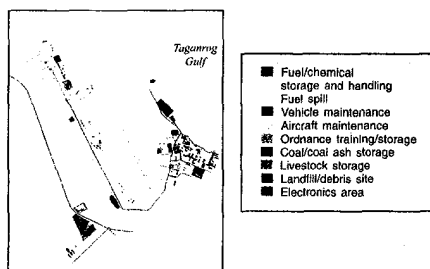 Taganrog
Gulf
Fuel/chemical
storage and handling
Fuel spill
Vehicle maintenance
Aircraft maintenance
Ordnance training/storage
Coal/coal ash storage
Livestock storage
Landfill/debris site
Electronics area